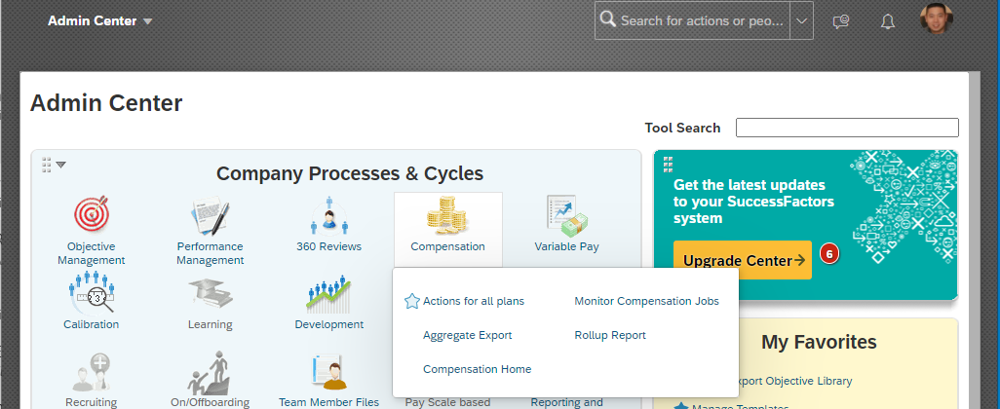 Admin Center
Search for actions or peo...
Admin Center
Tool Search
Company Processes & Cycles
Objective
Management
Performance
Management
360 Reviews
Compensation
Variable Pay
Calibration
Learning
Development
Recruiting
On/Offboarding
Team Member Files
Pay Scale based
Reporting and
3
Actions for all plans
Monitor Compensation Jobs
Aggregate Export
Rollup Report
Compensation Home
Get the latest updates
to your SuccessFactors
system
Upgrade Center
6
My Favorites
xport Objective Library
Manage Templates